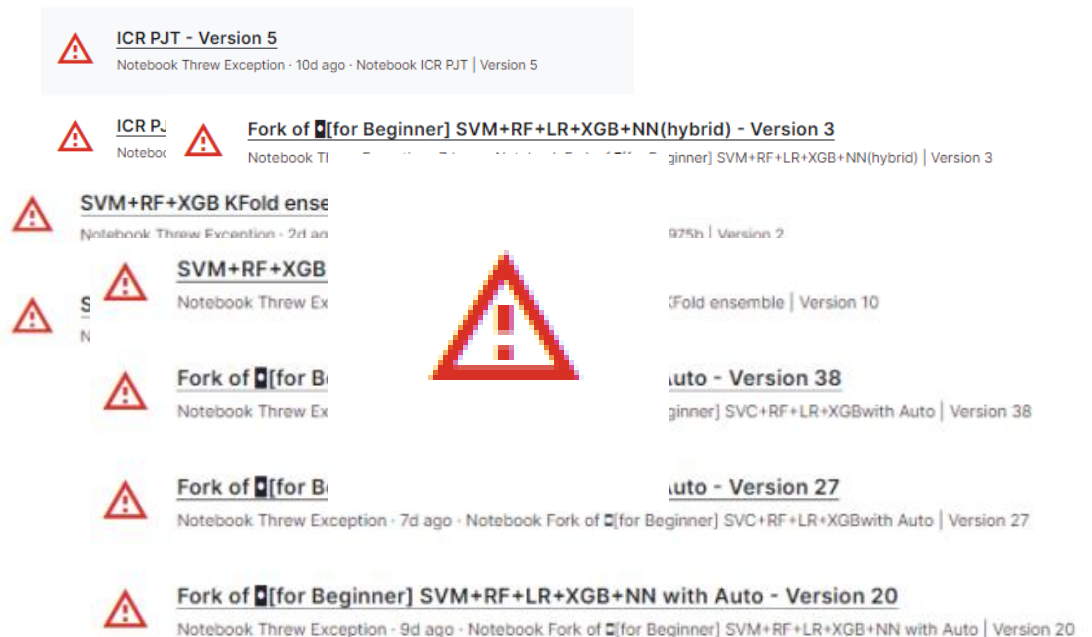 ICR PJT - Version 5
Notebook Threw Exception · 10d ago · Notebook ICR PJT | Version 5
ICR PJ
Fork of [for Beginner] SVM+RF+LR+XGB+NN(hybrid) - Version 3
Notebook ginner] SVM+RF+LR+XGB+NN(hybrid) | Version 3
SVM+RF+XGB KFold ense
Notebook Threw Exception · 2d ag 975b | Version 2
SVM+RF+XGB
Notebook Threw Ex KFold ensemble | Version 10
Fork of [for B uto - Version 38
Notebook Threw Ex ginner] SVC+RF+LR+XGBwith Auto | Version 38
Fork of [for B uto - Version 27
Notebook Threw Exception · 7d ago · Notebook Fork of [for Beginner] SVC+RF+LR+XGBwith Auto | Version 27
Fork of [for Beginner] SVM+RF+LR+XGB+NN with Auto - Version 20
Notebook Threw Exception · 9d ago · Notebook Fork of [for Beginner] SVM+RF+LR+XGB+NN with Auto | Version 20